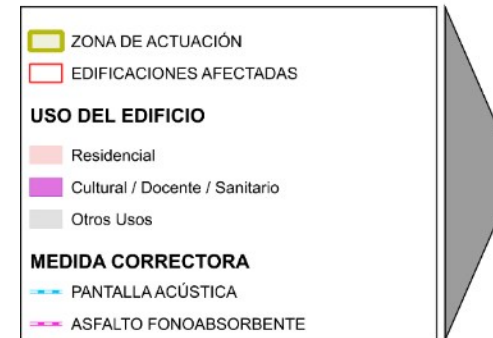 ZONA DE ACTUACIÓN
EDIFICACIONES AFECTADAS
USO DEL EDIFICIO
Residencial
Cultural / Docente / Sanitario
Otros Usos
MEDIDA CORRECTORA
PANTALLA ACÚSTICA
ASFALTO FONOABSORBENTE